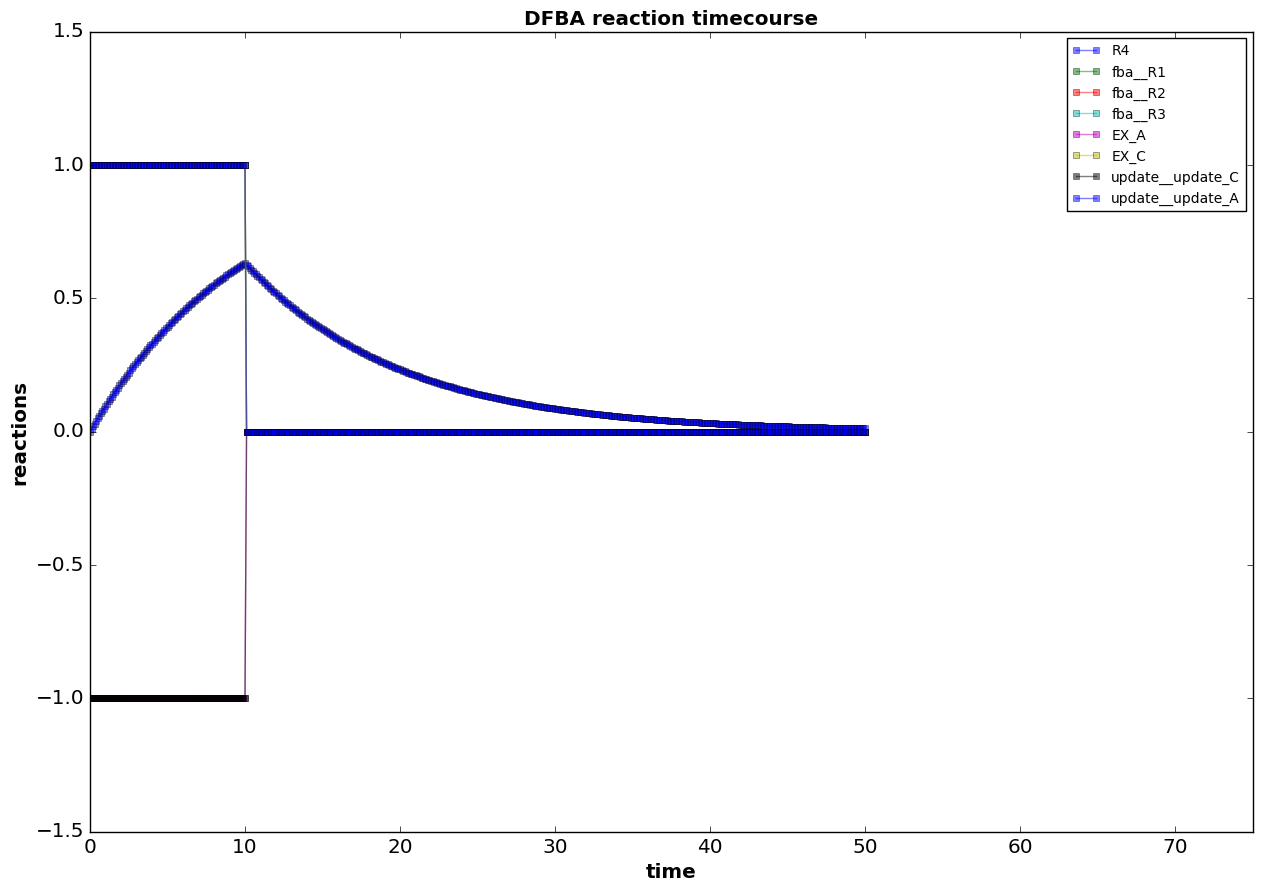 DFBA reaction timecourse
1.5
1.0
0.5
0.0
−0.5
−1.0
−1.5
reactions
R4
fba__R1
fba__R2
fba__R3
EX_A
EX_C
update__update_C
update__update_A
0 10 20 30 40 50 60 70
time